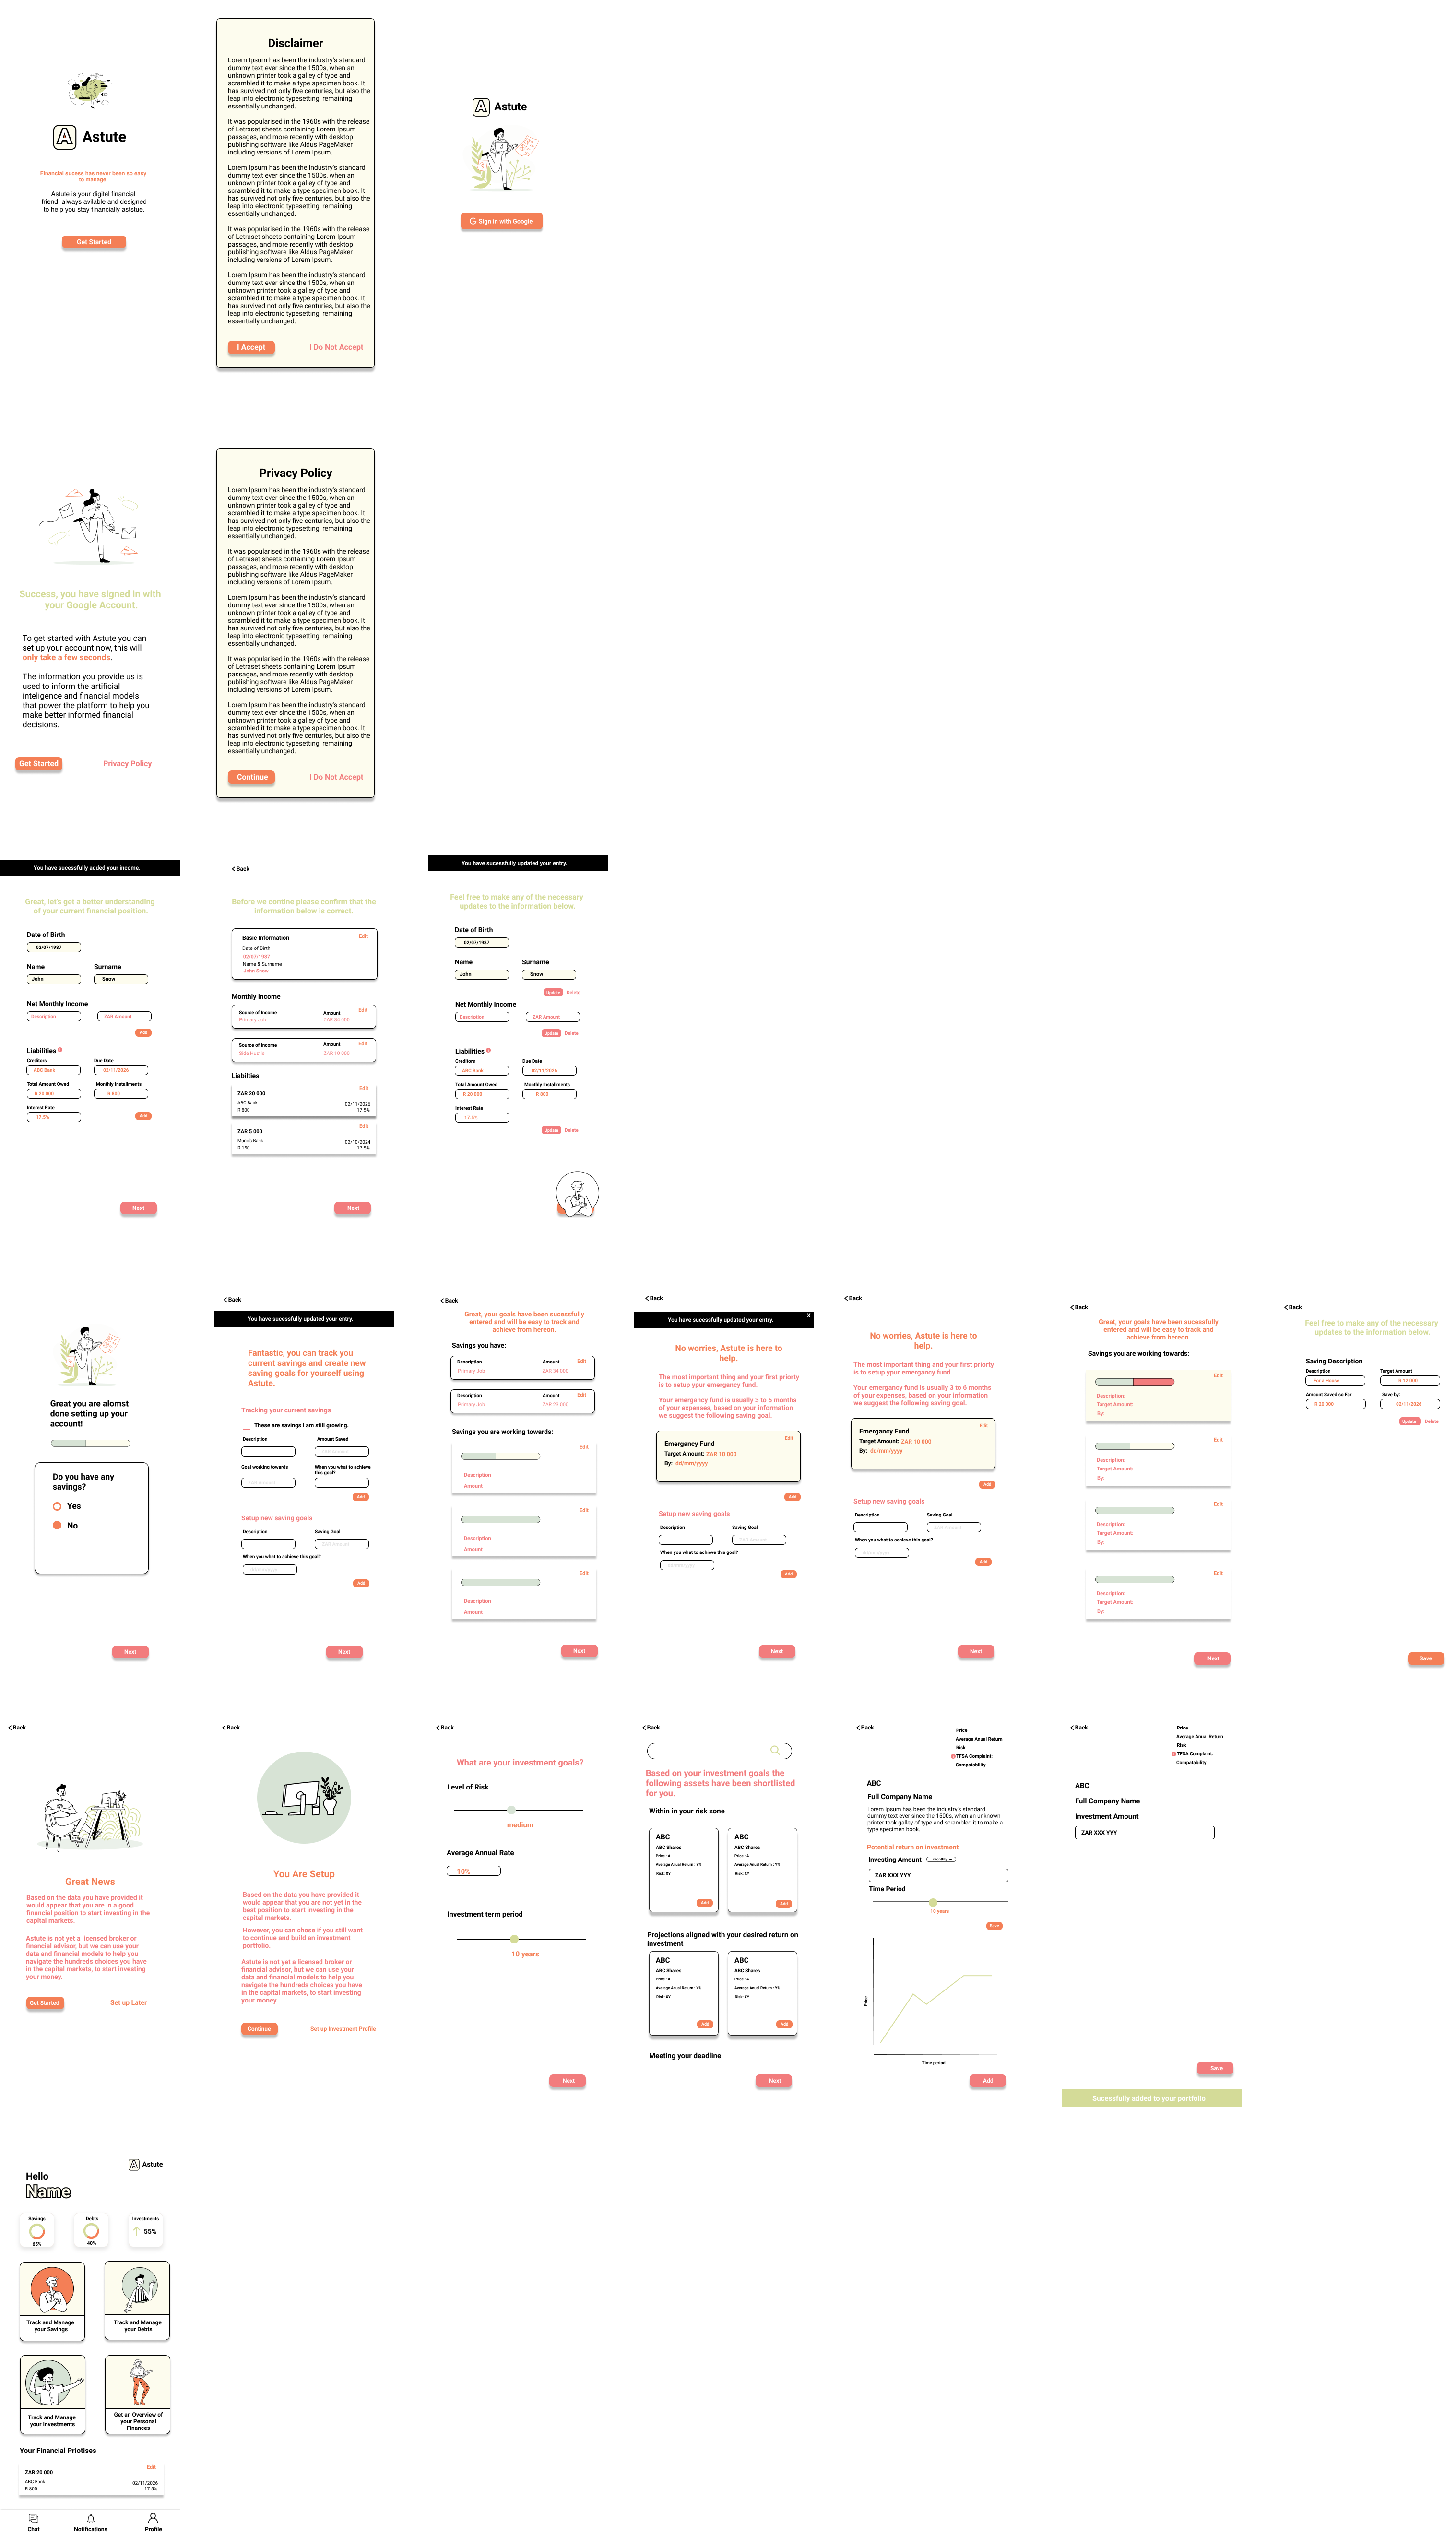 Astute
Financial sucess has never been so easy
to manage.
Astute is your digital financial
friend, always avilable and designed
to help you stay financially aststue.
Get Started
Disclaimer
Lorem Ipsum has been the industry's standard
dummy text ever since the 1500s, when an
unknown printer took a galley of type and
scrambled it to make a type specimen book. It
has survived not only five centuries, but also the
leap into electronic typesetting, remaining
essentially unchanged.
It was popularised in the 1960s with the release
of Letraset sheets containing Lorem Ipsum
passages, and more recently with desktop
publishing software like Aldus PageMaker
including versions of Lorem Ipsum.
Lorem Ipsum has been the industry's standard
dummy text ever since the 1500s, when an
unknown printer took a galley of type and
scrambled it to make a type specimen book. It
has survived not only five centuries, but also the
leap into electronic typesetting, remaining
essentially unchanged.
It was popularised in the 1960s with the release
of Letraset sheets containing Lorem Ipsum
passages, and more recently with desktop
publishing software like Aldus PageMaker
including versions of Lorem Ipsum.
Lorem Ipsum has been the industry's standard
dummy text ever since the 1500s, when an
unknown printer took a galley of type and
scrambled it to make a type specimen book. It
has survived not only five centuries, but also the
leap into electronic typesetting, remaining
essentially unchanged.
I Accept
I Do Not Accept
Astute
Sign in with Google
Success, you have signed in with
your Google Account.
To get started with Astute you can
set up your account now, this will
only take a few seconds.
The information you provide us is
used to inform the artificial
inteligence and financial models
that power the platform to help you
make better informed financial
decisions.
Get Started
Privacy Policy
Privacy Policy
Lorem Ipsum has been the industry's standard
dummy text ever since the 1500s, when an
unknown printer took a galley of type and
scrambled it to make a type specimen book. It
has survived not only five centuries, but also the
leap into electronic typesetting, remaining
essentially unchanged.
It was popularised in the 1960s with the release
of Letraset sheets containing Lorem Ipsum
passages, and more recently with desktop
publishing software like Aldus PageMaker
including versions of Lorem Ipsum.
Lorem Ipsum has been the industry's standard
dummy text ever since the 1500s, when an
unknown printer took a galley of type and
scrambled it to make a type specimen book. It
has survived not only five centuries, but also the
leap into electronic typesetting, remaining
essentially unchanged.
It was popularised in the 1960s with the release
of Letraset sheets containing Lorem Ipsum
passages, and more recently with desktop
publishing software like Aldus PageMaker
including versions of Lorem Ipsum.
Lorem Ipsum has been the industry's standard
dummy text ever since the 1500s, when an
unknown printer took a galley of type and
scrambled it to make a type specimen book. It
has survived not only five centuries, but also the
leap into electronic typesetting, remaining
essentially unchanged.
Continue
I Do Not Accept
You have sucessfully added your income.
Great, let's get a better understanding
of your current financial position.
Date of Birth
02/07/1987
Name Surname
John Snow
Net Monthly Income
Description ZAR Amount
Add
Liabilities
Creditors Due Date
ABC Bank 02/11/2026
Total Amount Owed Monthly Installments
R 20 000 R 800
Interest Rate
17.5% Add
Next
Back
Before we contine please confirm that the
information below is correct.
Basic Information Edit
Date of Birth
02/07/1987
Name & Surname
John Snow
Monthly Income
Source of Income Amount Edit
Primary Job ZAR 34 000
Source of Income Amount Edit
Side Hustle ZAR 10 000
Liabilties
Edit
ZAR 20 000
ABC Bank 02/11/2026
R 800 17.5%
Edit
ZAR 5 000
Muno's Bank 02/10/2024
R 150 17.5%
Next
You have sucessfully updated your entry.
Feel free to make any of the necessary
updates to the information below.
Date of Birth
02/07/1987
Name Surname
John Snow
Update Delete
Net Monthly Income
Description ZAR Amount
Update Delete
Liabilities
Creditors Due Date
ABC Bank 02/11/2026
Total Amount Owed Monthly Installments
R 20 000 R 800
Interest Rate
17.5%
Update Delete
Great you are alomst
done setting up your
account!
Do you have any
savings?
Yes
No
Next
Back
You have sucessfully updated your entry.
Fantastic, you can track you
current savings and create new
saving goals for yourself using
Astute.
Tracking your current savings
These are savings I am still growing.
Description Amount Saved
ZAR Amount
Goal working towards When you what to achieve
this goal?
ZAR Amount
Add
Setup new saving goals
Description Saving Goal
ZAR Amount
When you what to achieve this goal?
dd/mm/yyyy
Add
Next
Back
Great, your goals have been sucessfully
entered and will be easy to track and
achieve from hereon.
Savings you have:
Description Amount Edit
Primary Job ZAR 34 000
Description Amount Edit
Primary Job ZAR 23 000
Savings you are working towards:
Edit
Description
Amount
Edit
Description
Amount
Edit
Description
Amount
Next
Back
You have sucessfully updated your entry. X
No worries, Astute is here to
help.
The most important thing and your first priorty
is to setup ypur emergancy fund.
Your emergancy fund is usually 3 to 6 months
of your expenses, based on your information
we suggest the following saving goal.
Edit
Emergancy Fund
Target Amount: ZAR 10 000
By: dd/mm/yyyy
Add
Setup new saving goals
Description Saving Goal
ZAR Amount
When you what to achieve this goal?
dd/mm/yyyy
Add
Next
Back
No worries, Astute is here to
help.
The most important thing and your first priorty
is to setup ypur emergancy fund.
Your emergancy fund is usually 3 to 6 months
of your expenses, based on your information
we suggest the following saving goal.
Edit
Emergancy Fund
Target Amount: ZAR 10 000
By: dd/mm/yyyy
Add
Setup new saving goals
Description Saving Goal
ZAR Amount
When you what to achieve this goal?
dd/mm/yyyy
Add
Next
Back
Great, your goals have been sucessfully
entered and will be easy to track and
achieve from hereon.
Savings you are working towards:
Edit
Description:
Target Amount:
By:
Edit
Description:
Target Amount:
By:
Edit
Description:
Target Amount:
By:
Edit
Description:
Target Amount:
By:
Next
Back
Feel free to make any of the necessary
updates to the information below.
Saving Description
Description Target Amount
For a House R 12 000
Amount Saved so Far Save by:
R 20 000 02/11/2026
Update Delete
Save
Back
Great News
Based on the data you have provided it
would appear that you are in a good
financial position to start investing in the
capital markets.
Astute is not yet a licensed broker or
financial advisor, but we can use your
data and financial models to help you
navigate the hundreds choices you have
in the capital markets, to start investing
your money.
Get Started
Set up Later
Back
You Are Setup
Based on the data you have provided it
would appear that you are not yet in the
best position to start investing in the
capital markets.
However, you can chose if you still want
to continue and build an investment
portfolio.
Astute is not yet a licensed broker or
financial advisor, but we can use your
data and financial models to help you
navigate the hundreds choices you have
in the capital markets, to start investing
your money.
Continue
Set up Investment Profile
Back
What are your investment goals?
Level of Risk
medium
Average Annual Rate
10%
Investment term period
10 years
Next
Back
Based on your investment goals the
following assets have been shortlisted
for you.
Within in your risk zone
ABC ABC
ABC Shares ABC Shares
Price : A Price : A
Average Anual Return : Y% Average Anual Return : Y%
Risk: XY Risk: XY
Add Add
Projections aligned with your desired return on
investment
ABC ABC
ABC Shares ABC Shares
Price : A Price : A
Average Anual Return : Y% Average Anual Return : Y%
Risk: XY Risk: XY
Add Add
Meeting your deadline
Next
Back
Price
Average Anual Return
Risk
TFSA Complaint:
Compatability
ABC
Full Company Name
Lorem Ipsum has been the industry's standard
dummy text ever since the 1500s, when an unknown
printer took galley of type and scrambled it to make a
type specimen book.
Potential return on investment
Investing Amount monthly
ZAR XXX YYY
Time Period
10 years
Save
Price
Time period
Add
Back
Price
Average Anual Return
Risk
TFSA Complaint:
Compatability
ABC
Full Company Name
Investment Amount
ZAR XXX YYY
Save
Sucessfully added to your portfolio
Astute
Hello
Name
Savings Debts Investments
55%
65% 40%
Track and Manage
your Savings
Track and Manage
your Debts
Track and Manage
your Investments
Get an Overview of
your Personal
Finances
Your Financial Priotises
Edit
ZAR 20 000
ABC Bank 02/11/2026
R 800 17.5%
Chat Notifications Profile